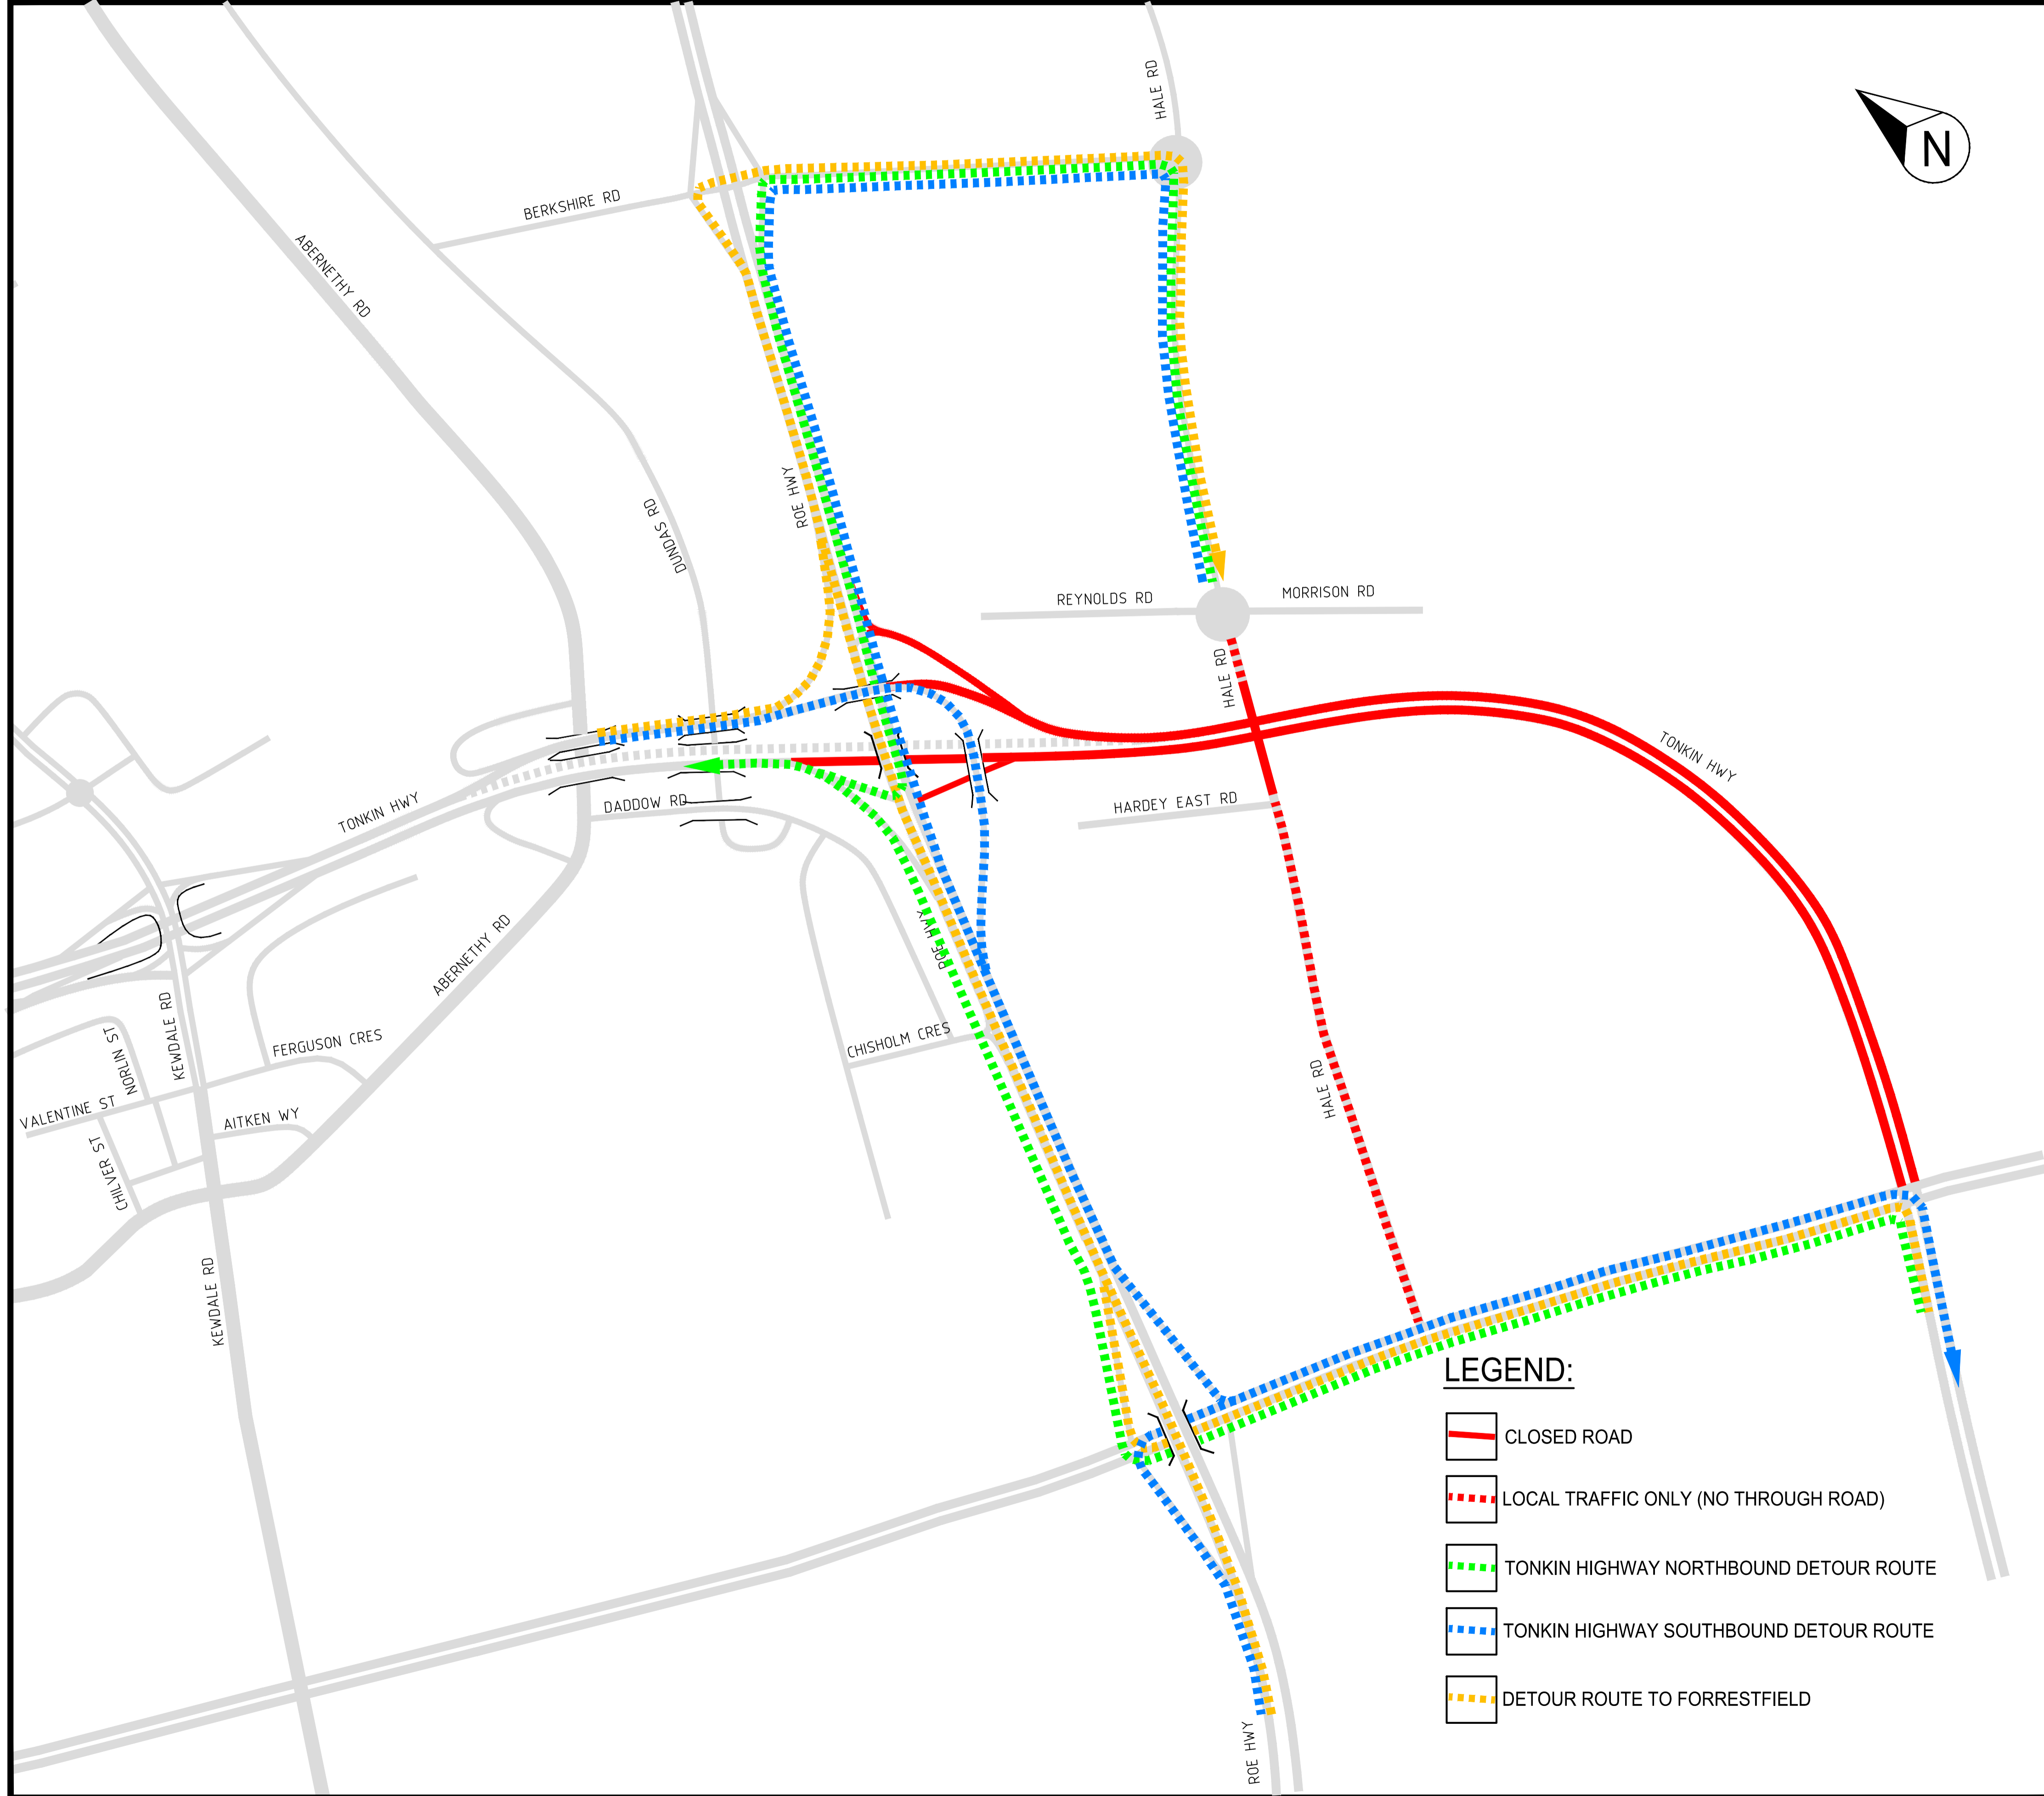 HALE RD
N
BERKSHIRE RD
ABERNETHY RD
ROE HWY
DUNDAS RD
REYNOLDS RD
MORRISON RD
HALE RD
TONKIN HWY
TONKIN HWY
DADDOW RD
HARDEY EAST RD
ROE HWY
ABERNETHY RD
KEWDALE RD
NORLIN ST
FERGUSON CRES
CHISHOLM CRES
HALE RD
VALENTINE ST
AITKEN WY
CHILVER ST
KEWDALE RD
ROE HWY
LEGEND:
CLOSED ROAD
LOCAL TRAFFIC ONLY (NO THROUGH ROAD)
TONKIN HIGHWAY NORTHBOUND DETOUR ROUTE
TONKIN HIGHWAY SOUTHBOUND DETOUR ROUTE
DETOUR ROUTE TO FORRESTFIELD